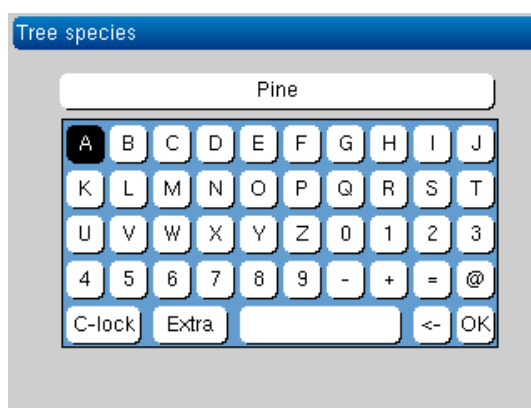 Tree species
Pine
A B C D E F G H I J
K L M N O P Q R S T
U V W X Y Z 0 1 2 3
4 5 6 7 8 9 - + = @
C-lock Extra <- OK